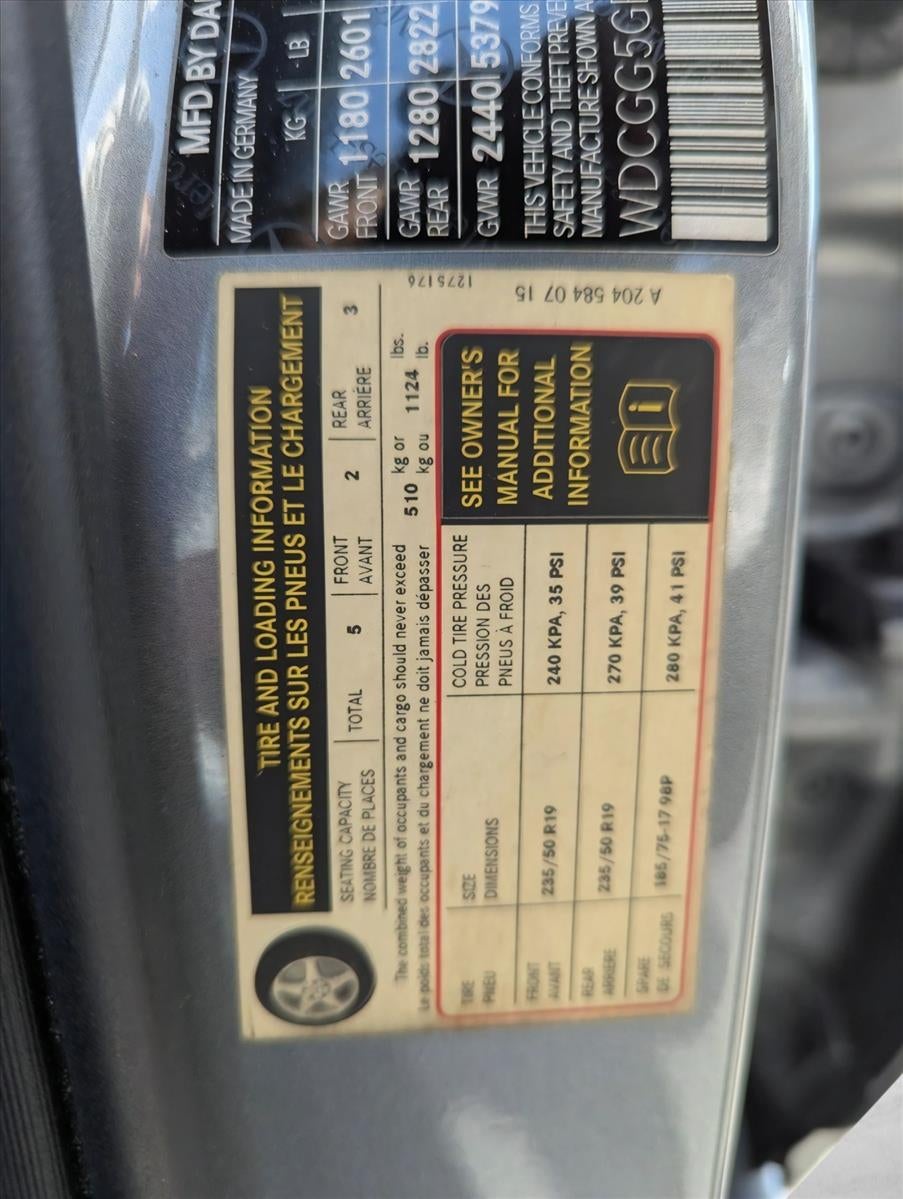 TIRE AND LOADING INFORMATION
RENSEIGNEMENTS SUR LES PNEUS ET LE CHARGEMENT
SEATING CAPACITY
NOMBRE DE PLACES
TOTAL 5
FRONT
AVANT
2
REAR
ARRIÈRE
3
The combined weight of occupants and cargo should never exceed 510 kg or 1124 lbs.
Le poids total des occupants et du chargement ne doit jamais dépasser kg ou lb.
TIRE
PNEU
SIZE
DIMENSIONS
COLD TIRE PRESSURE
PRESSION DES
PNEUS À FROID
FRONT
AVANT
235/50 R19
240 KPA, 35 PSI
REAR
ARRIERE
235/50 R19
270 KPA, 39 PSI
SPARE
DE SECOURS
185/75-17 98P
280 KPA, 41 PSI
SEE OWNER'S
MANUAL FOR
ADDITIONAL
INFORMATION
i
1275176
A 204 584 07 15
MFD BY DA
MADE IN GERMANY
KG LB
GAWR
FRONT
1180 2601
GAWR
REAR
1280 2822
GVWR 2440 5379
THIS VEHICLE CONFORMS
SAFETY AND THEFT PREVE
MANUFACTURE SHOWN A
WDCGG5G